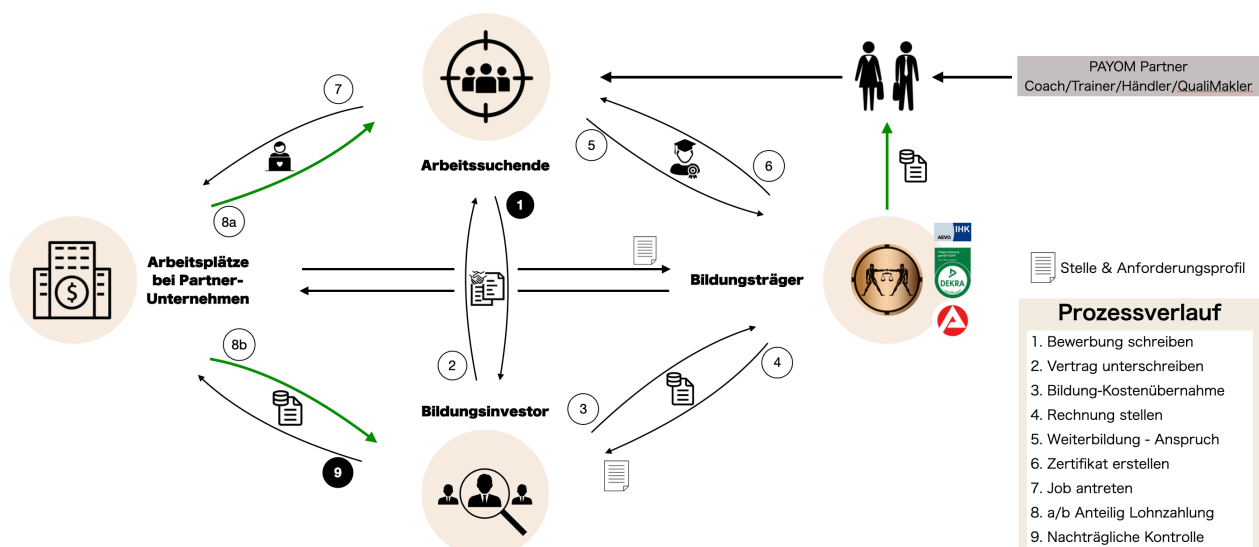 PAYOM Partner
Coach/Trainer/Händler/QualiMakler
7
5
6
Arbeitssuchende
1
8a
Arbeitsplätze
bei Partner-
Unternehmen
Bildungsträger
AEVO
IHK
DEKRA
Stelle & Anforderungsprofil
$
8b
2
3
4
Bildungsinvestor
9
Prozessverlauf
1. Bewerbung schreiben
2. Vertrag unterschreiben
3. Bildung-Kostenübernahme
4. Rechnung stellen
5. Weiterbildung - Anspruch
6. Zertifikat erstellen
7. Job antreten
8. a/b Anteilig Lohnzahlung
9. Nachträgliche Kontrolle